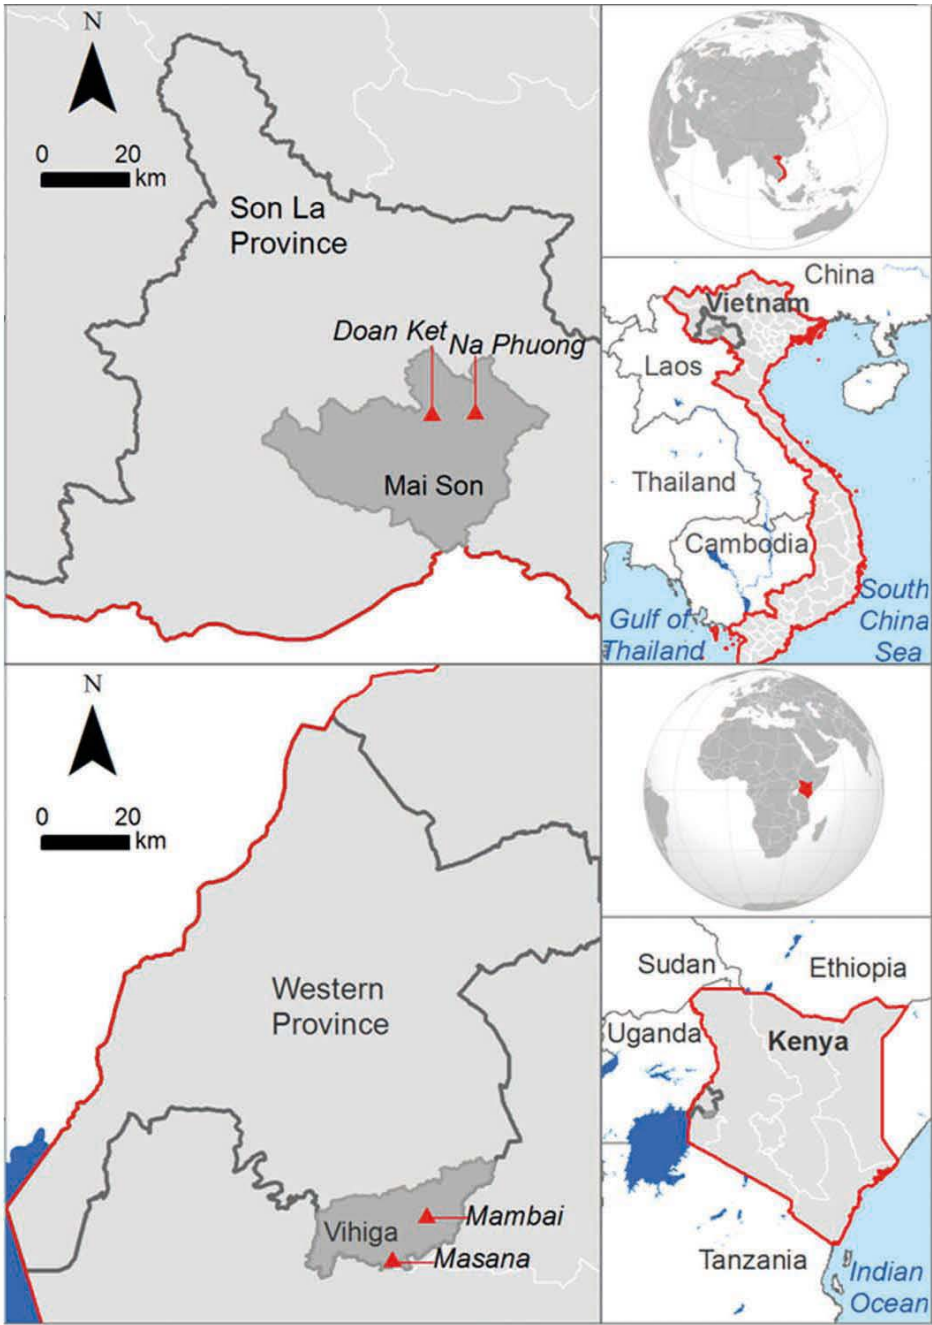 N
0 20
km
Son La
Province
Doan Ket
Na Phuong
Mai Son
China
Vietnam
Laos
Thailand
Cambodia
Gulf of
Thailand
South
China
Sea
N
0 20
km
Western
Province
Vihiga
Mambai
Masana
Sudan
Ethiopia
Uganda
Kenya
Tanzania
Indian
Ocean